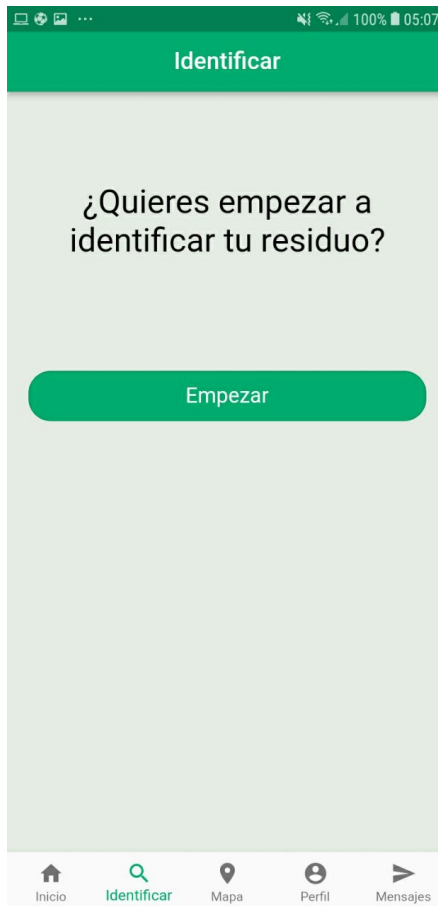 100% 05:07
Identificar
¿Quieres empezar a
identificar tu residuo?
Empezar
Inicio
Identificar
Mapa
Perfil
Mensajes